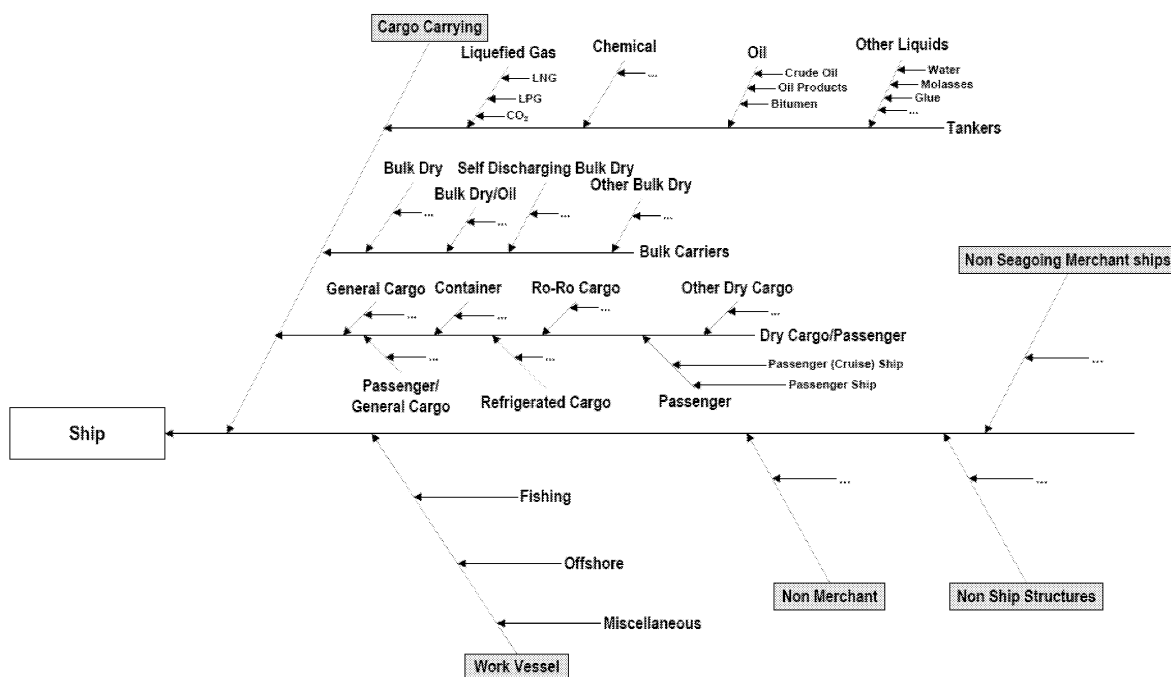 Cargo Carrying
Liquefied Gas
Chemical
Oil
Other Liquids
LNG
LPG
CO₂
...
Crude Oil
Oil Products
Bitumen
Water
Molasses
Glue
...
Tankers
Bulk Dry
Self Discharging Bulk Dry
Bulk Dry/Oil
Other Bulk Dry
...
...
...
...
Bulk Carriers
Non Seagoing Merchant ships
General Cargo
Container
Ro-Ro Cargo
Other Dry Cargo
...
...
...
...
Dry Cargo/Passenger
...
...
Passenger (Cruise) Ship
Passenger Ship
...
Passenger/
General Cargo
Refrigerated Cargo
Passenger
Ship
...
...
Fishing
Offshore
Miscellaneous
Non Merchant
Non Ship Structures
Work Vessel